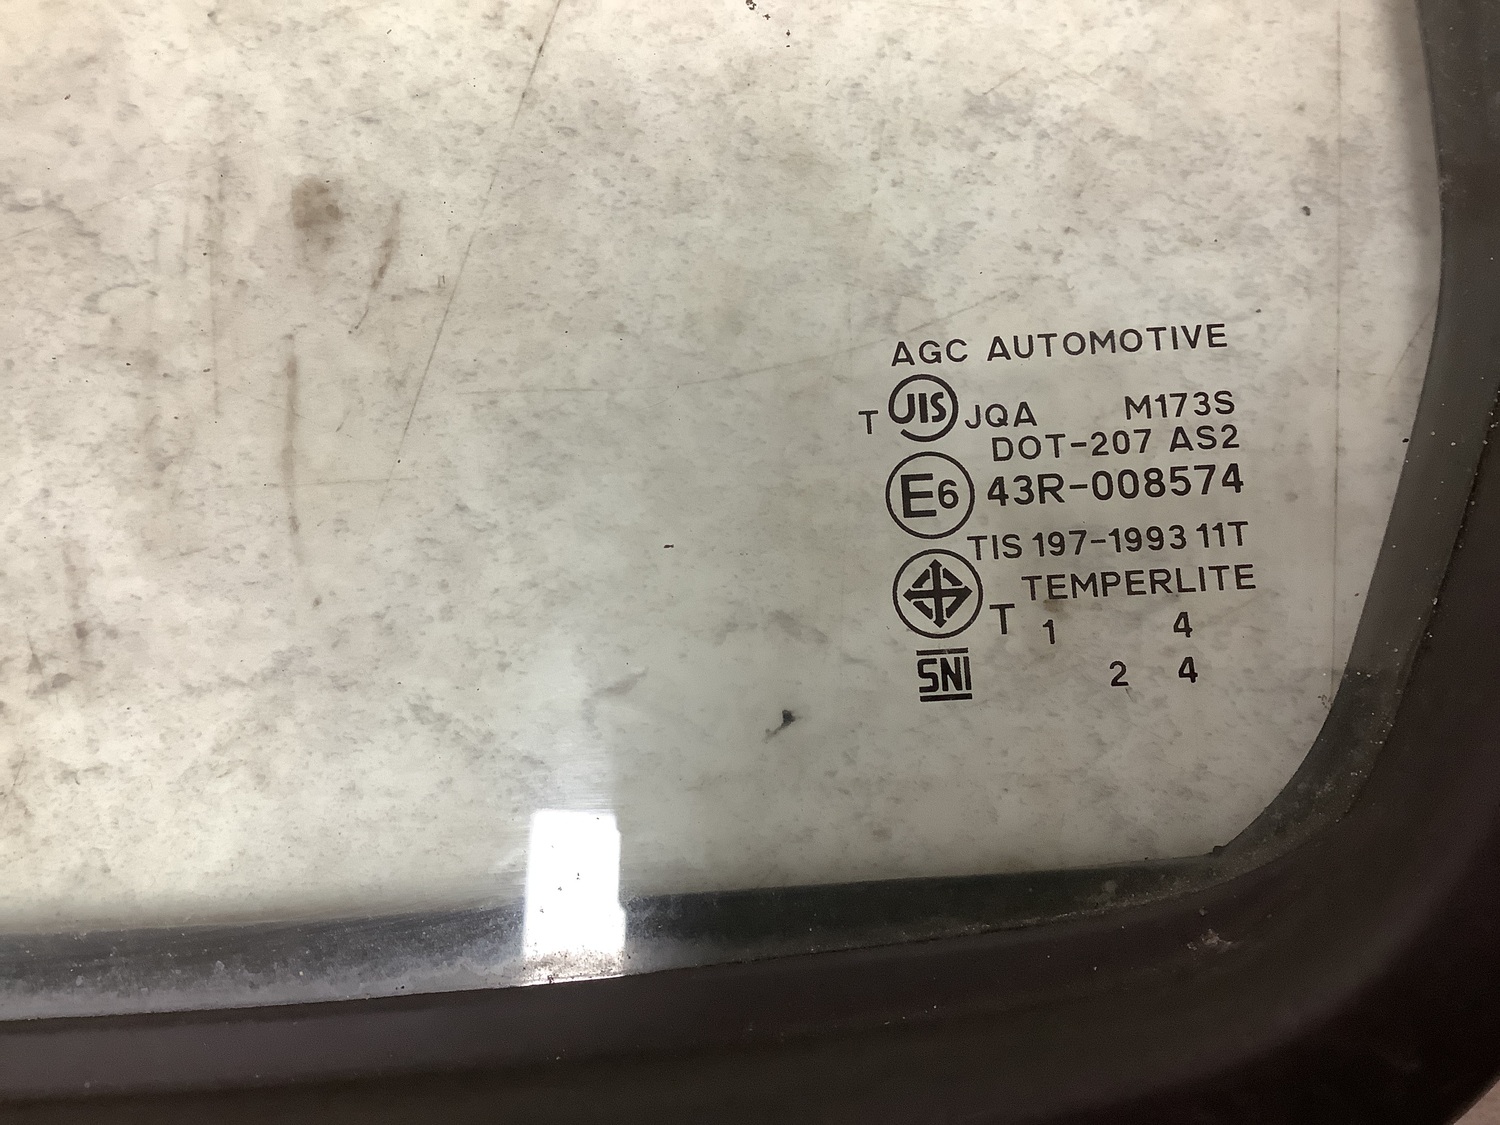 AGC AUTOMOTIVE
T JIS JQA M173S
DOT-207 AS2
E6 43R-008574
TIS 197-1993 11T
TEMPERLITE
T 1 4
SNI 2 4